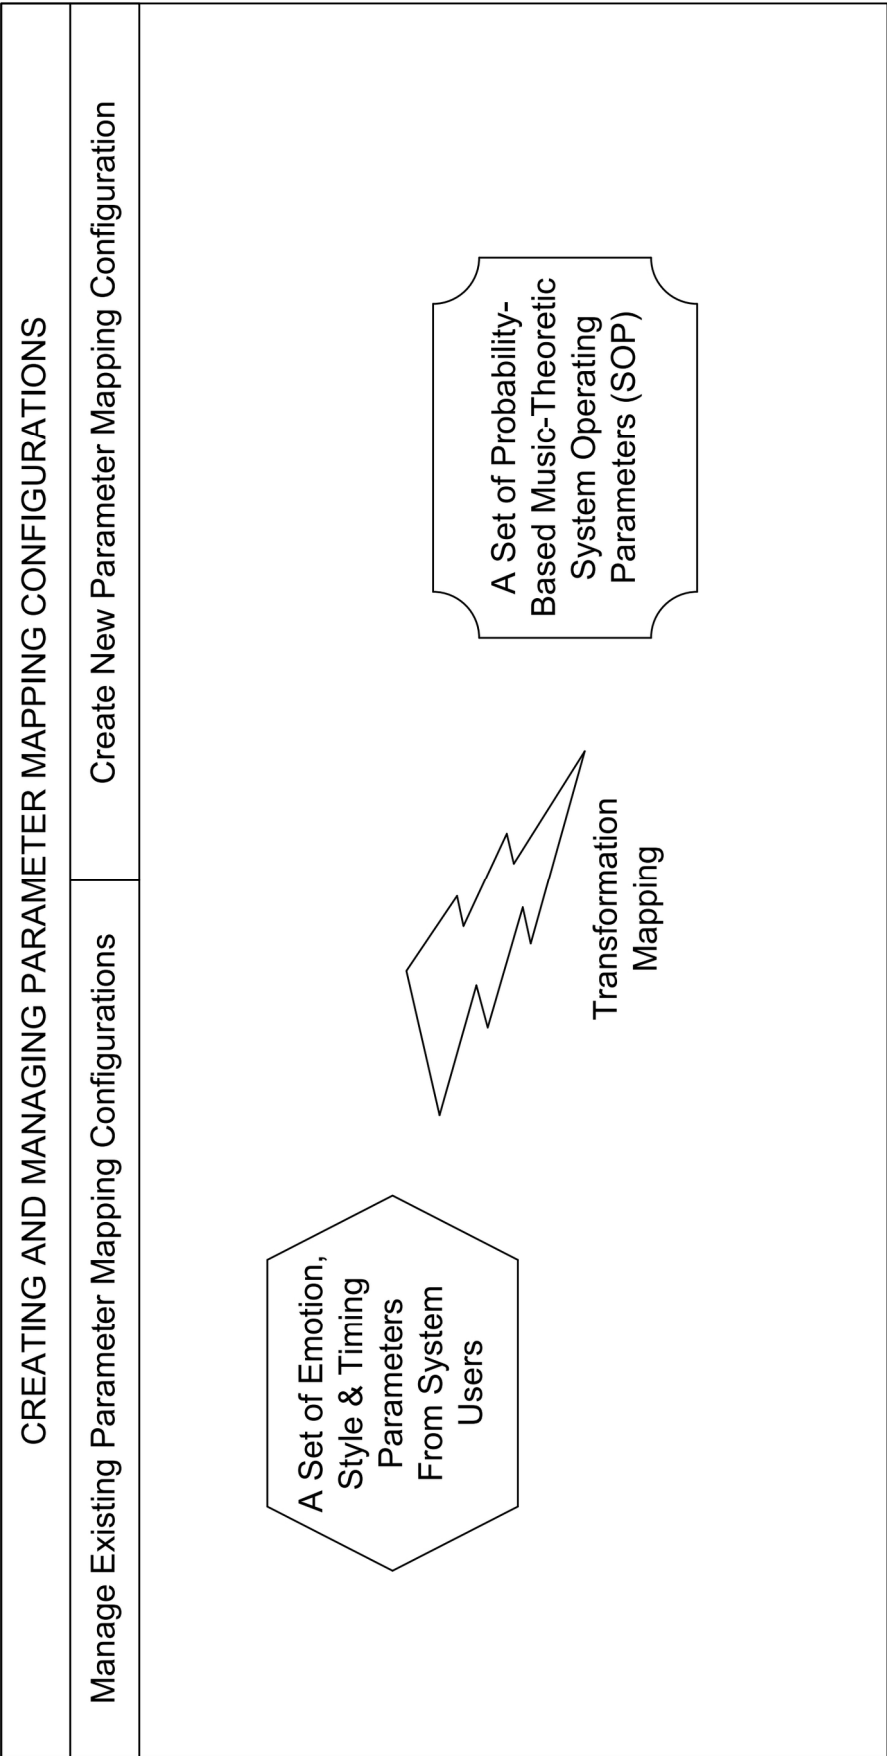 CREATING AND MANAGING PARAMETER MAPPING CONFIGURATIONS
Manage Existing Parameter Mapping Configurations
Create New Parameter Mapping Configuration
A Set of Emotion,
Style & Timing
Parameters
From System
Users
Transformation
Mapping
A Set of Probability-
Based Music-Theoretic
System Operating
Parameters (SOP)